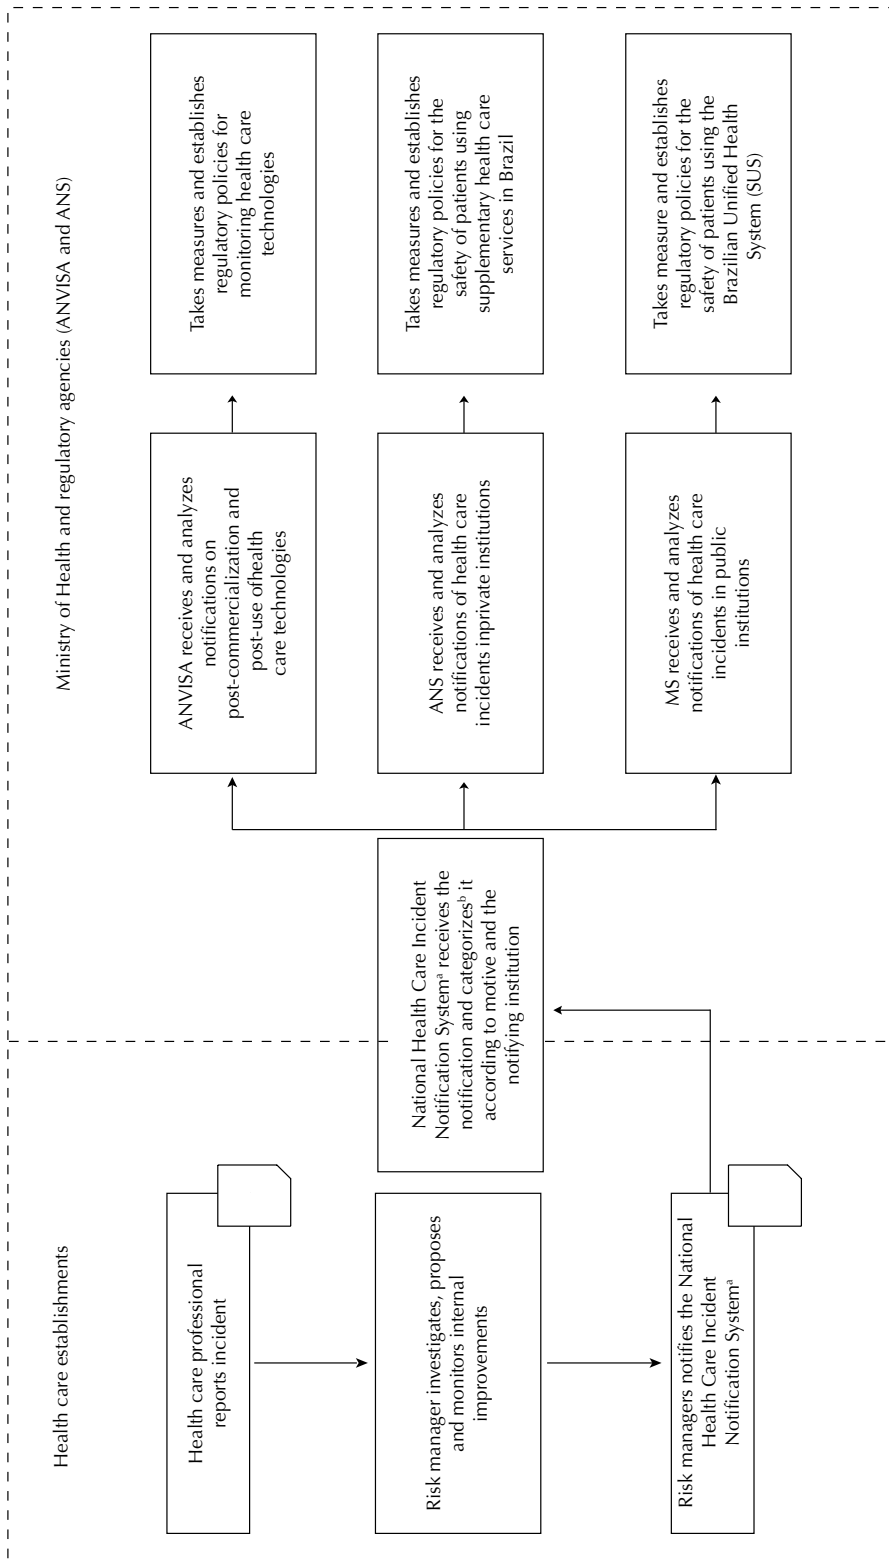 Health care establishments
Health care professional
reports incident
Risk manager investigates, proposes
and monitors internal
improvements
Risk managers notifies the National
Health Care Incident
Notification Systemᵃ
National Health Care Incident
Notification Systemᵃ receives the
notification and categorizesᵇ it
according to motive and the
notifying institution
Ministry of Health and regulatory agencies (ANVISA and ANS)
ANVISA receives and analyzes
notifications on
post-commercialization and
post-use ofhealth
care technologies
Takes measures and establishes
regulatory policies for
monitoring health care
technologies
ANS receives and analyzes
notifications of health care
incidents inprivate institutions
Takes measures and establishes
regulatory policies for the
safety of patients using
supplementary health care
services in Brazil
MS receives and analyzes
notifications of health care
incidents in public
institutions
Takes measure and establishes
regulatory policies for the
safety of patients using the
Brazilian Unified Health
System (SUS)